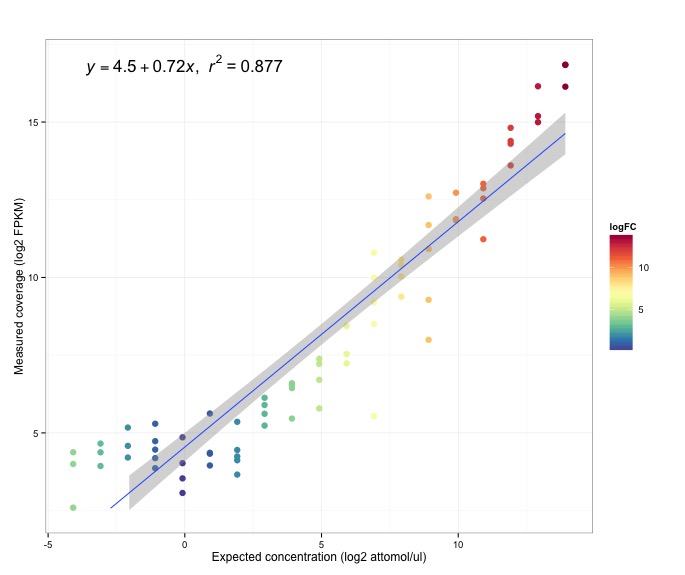 y = 4.5 + 0.72x, r² = 0.877
15
10
5
-5
0
5
10
Expected concentration (log2 attomol/ul)
Measured coverage (log2 FPKM)
logFC
10
5